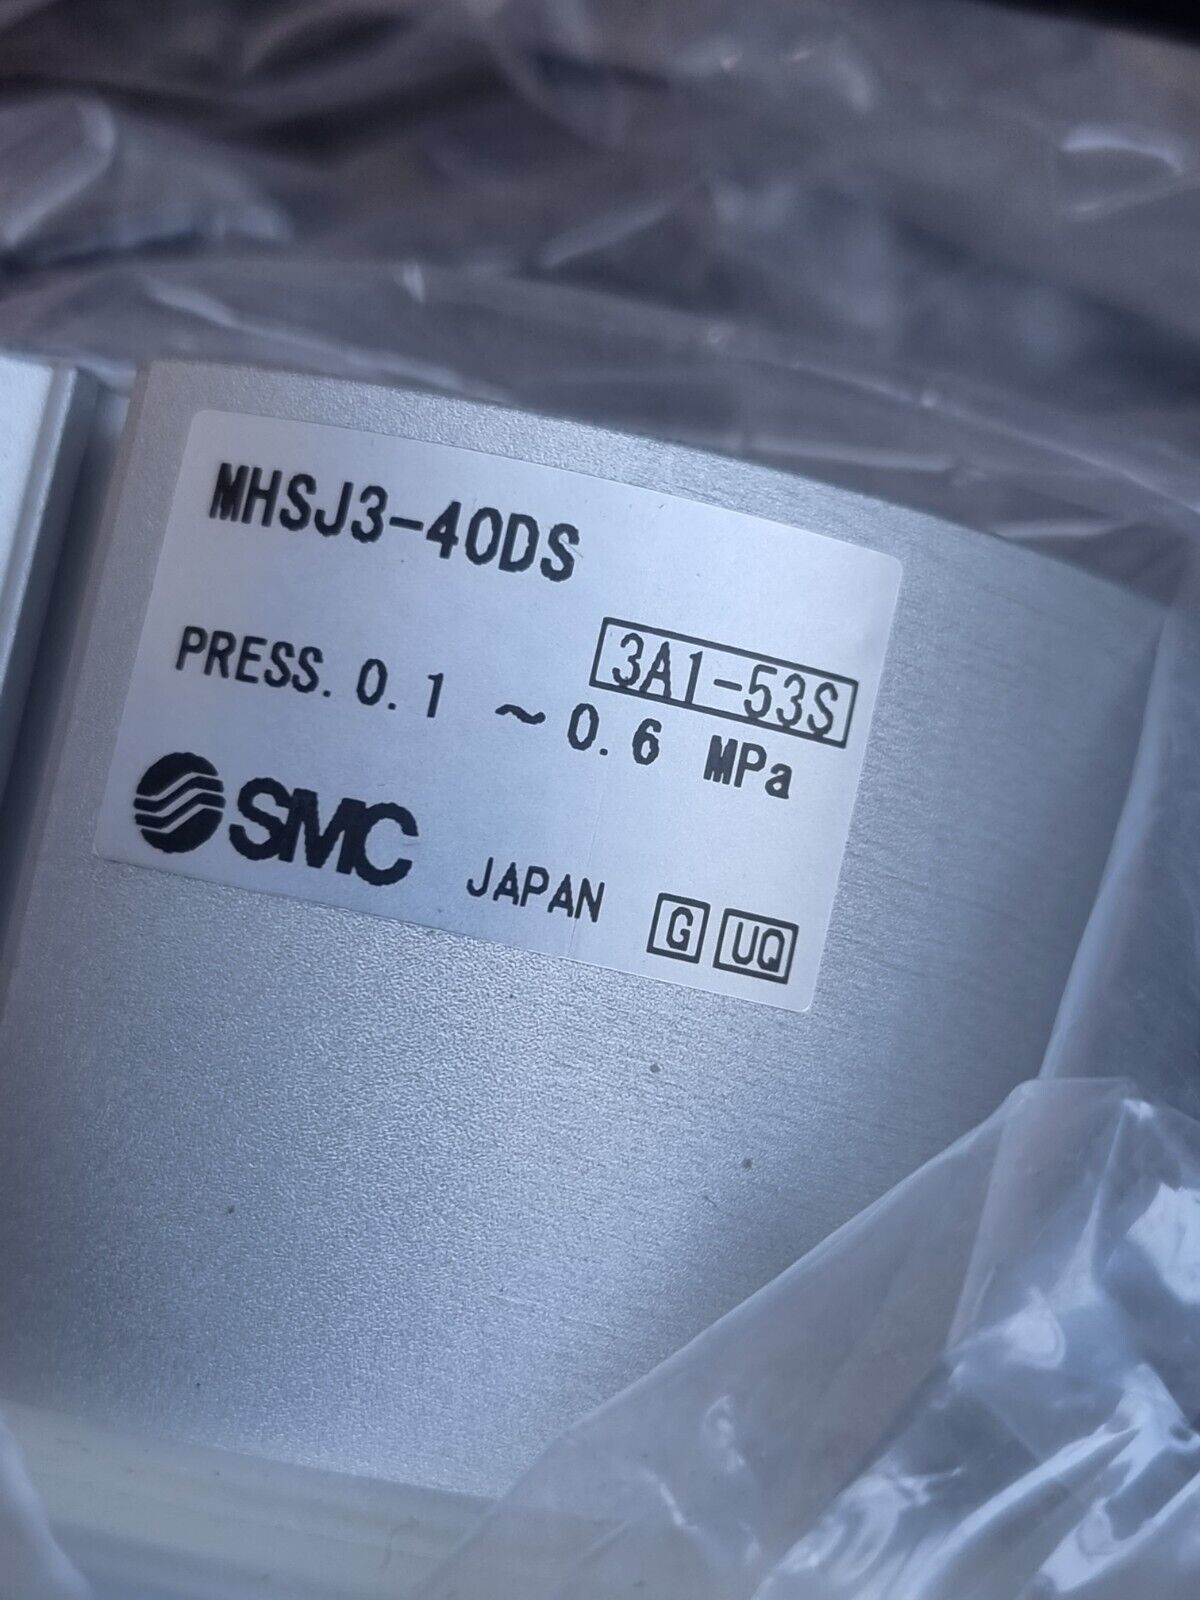 MHSJ3-40DS
3A1-53S
PRESS. 0.1 ~ 0.6 MPa
SMC JAPAN G UQ